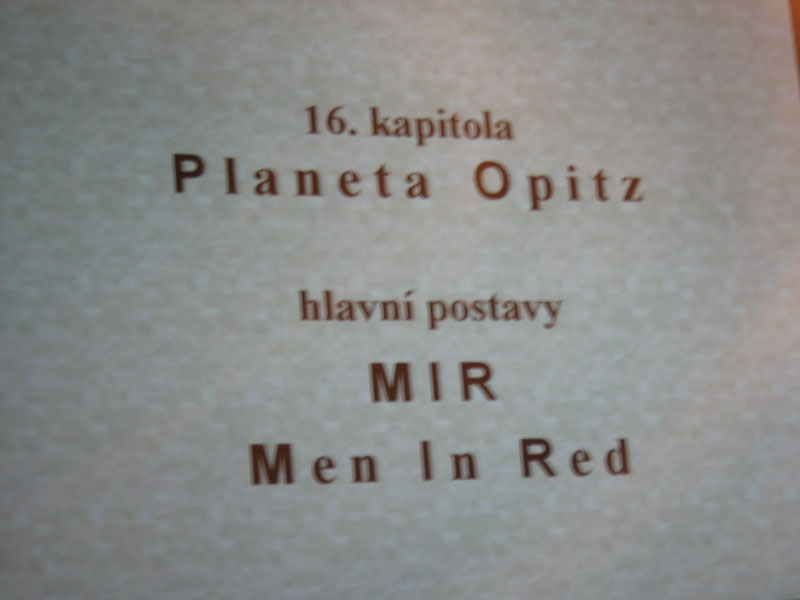 16. kapitola
Planeta Opitz
hlavní postavy
MIR
Men In Red